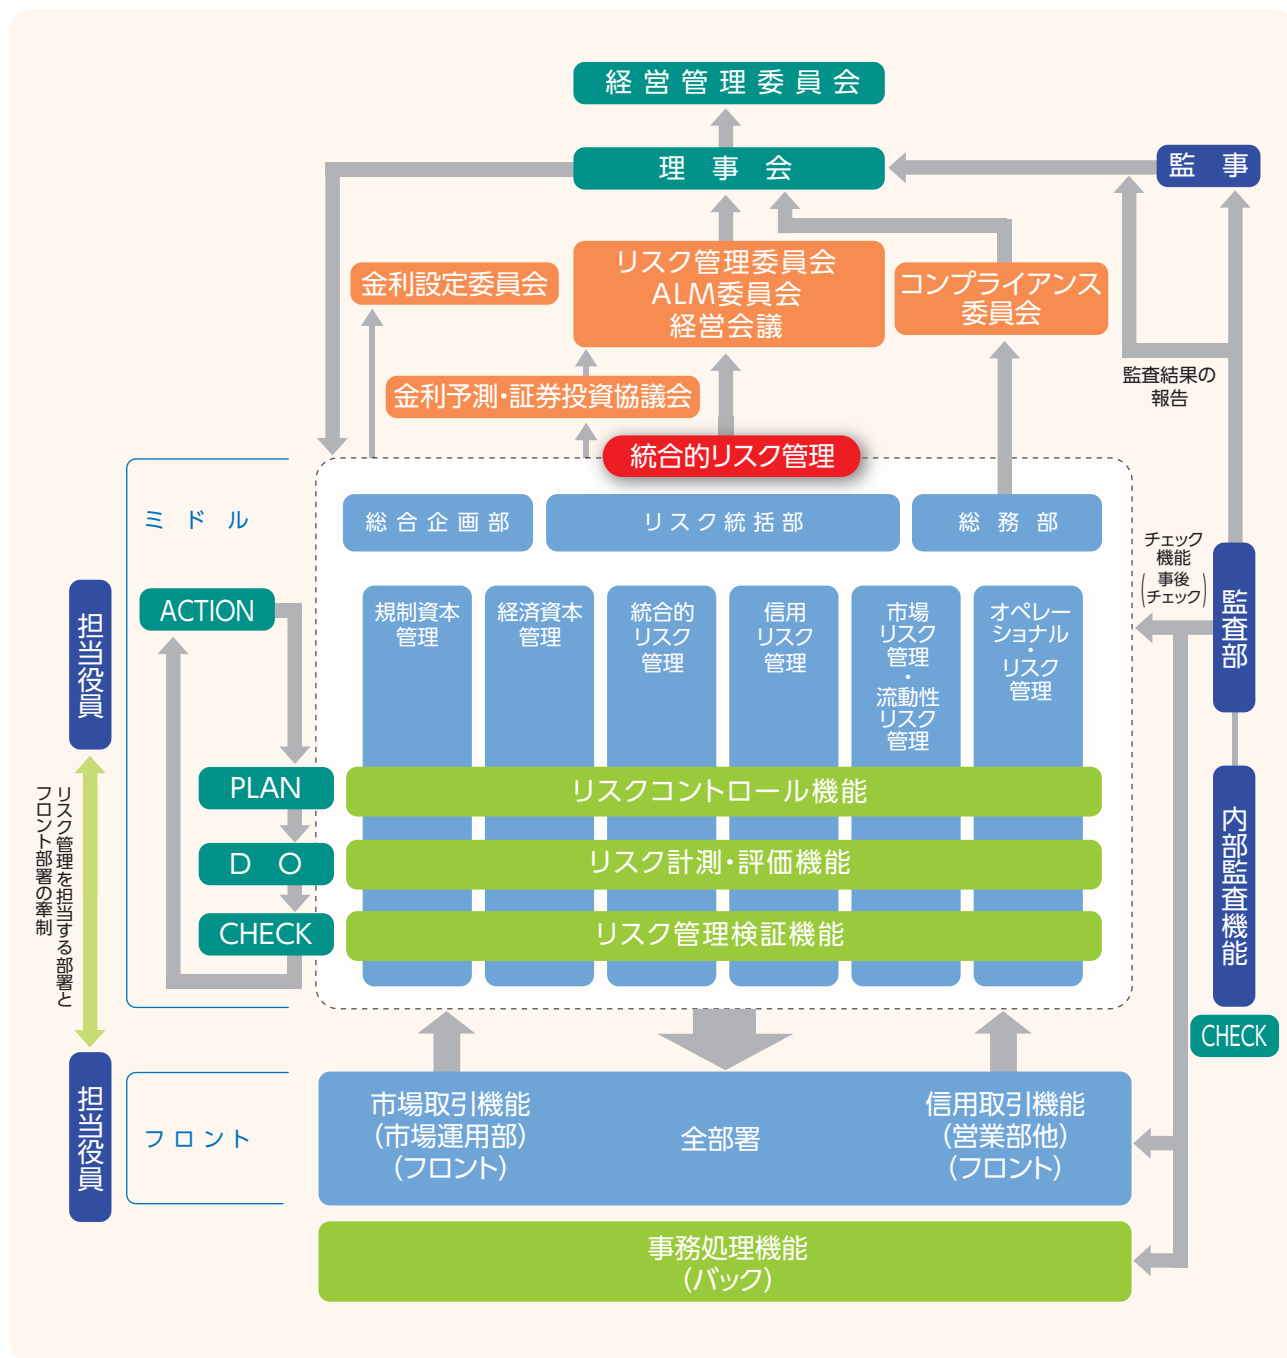 経営管理委員会
理事会
監事
リスク管理委員会
ALM委員会
経営会議
金利設定委員会
コンプライアンス
委員会
監査結果の
報告
金利予測・証券投資協議会
統合的リスク管理
ミドル
総合企画部
リスク統括部
総務部
チェック
機能
(事後
チェック)
監査部
担当役員
ACTION
規制資本
管理
経済資本
管理
統合的
リスク
管理
信用
リスク
管理
市場
リスク
管理
・
流動性
リスク
管理
オペレー
ショナル
・
リスク
管理
PLAN
リスクコントロール機能
DO
リスク計測・評価機能
CHECK
リスク管理検証機能
内部監査機能
CHECK
リスク管理を担当する部署と
フロント部署の牽制
担当役員
フロント
市場取引機能
(市場運用部)
(フロント)
全部署
信用取引機能
(営業部他)
(フロント)
事務処理機能
(バック)